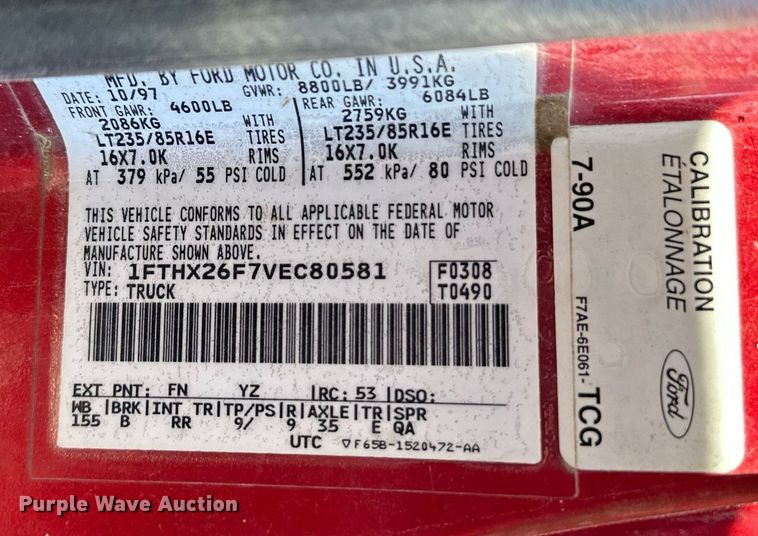 MFD. BY FORD MOTOR CO. IN U.S.A.
DATE: 10/97 GVWR: 8800LB/ 3991KG
FRONT GAWR: 4600LB REAR GAWR: 6084LB
2086KG WITH 2759KG WITH
LT235/85R16E TIRES LT235/85R16E TIRES
16X7.0K RIMS 16X7.0K RIMS
AT 379 kPa/ 55 PSI COLD AT 552 kPa/ 80 PSI COLD
THIS VEHICLE CONFORMS TO ALL APPLICABLE FEDERAL MOTOR
VEHICLE SAFETY STANDARDS IN EFFECT ON THE DATE OF
MANUFACTURE SHOWN ABOVE.
VIN: 1FTHX26F7VEC80581 F0308
TYPE: TRUCK T0490
EXT PNT: FN YZ |RC: 53 |DSO:
WB |BRK|INT TR|TP/PS|R|AXLE|TR|SPR
155 B RR 9/ 9 35 E QA
UTC ▽F65B-1520472-AA
CALIBRATION
ÉTALONNAGE
7-90A
F7AE-6E061- TCG
Ford
Purple Wave Auction